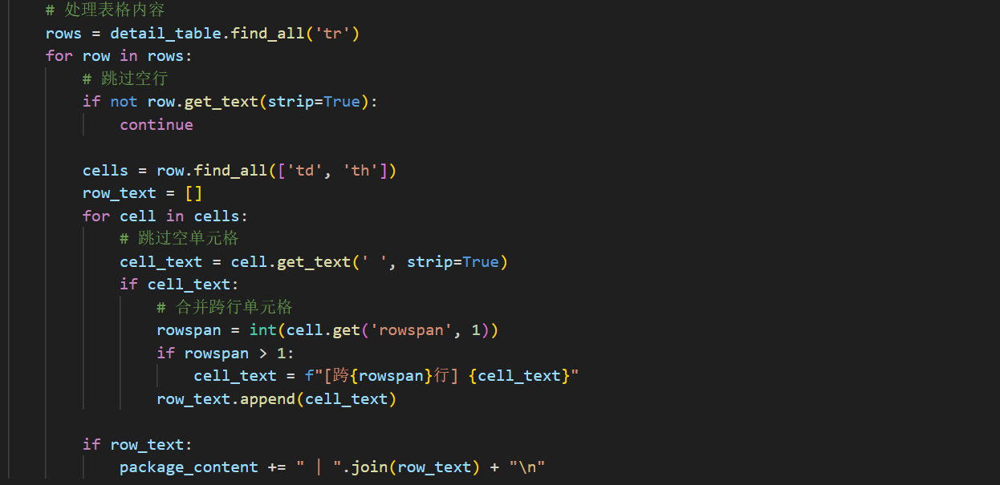 # 处理表格内容
rows = detail_table.find_all('tr')
for row in rows:
    # 跳过空行
    if not row.get_text(strip=True):
        continue

    cells = row.find_all(['td', 'th'])
    row_text = []
    for cell in cells:
        # 跳过空单元格
        cell_text = cell.get_text(' ', strip=True)
        if cell_text:
            # 合并跨行单元格
            rowspan = int(cell.get('rowspan', 1))
            if rowspan > 1:
                cell_text = f"[跨{rowspan}行] {cell_text}"
            row_text.append(cell_text)

    if row_text:
        package_content += " | ".join(row_text) + "\n"